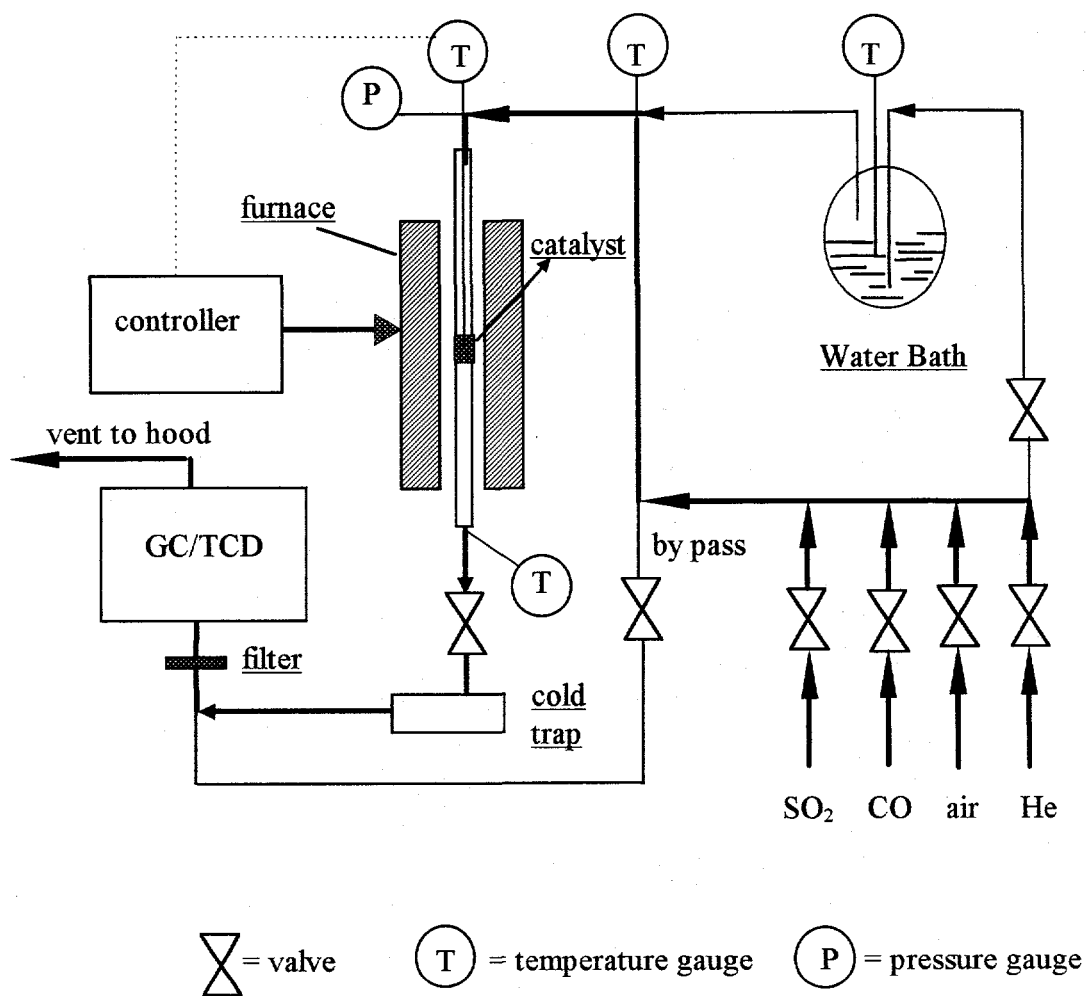 T
T
T
P
furnace
catalyst
controller
Water Bath
vent to hood
GC/TCD
by pass
T
filter
cold
trap
SO₂ CO air He
= valve T = temperature gauge P = pressure gauge